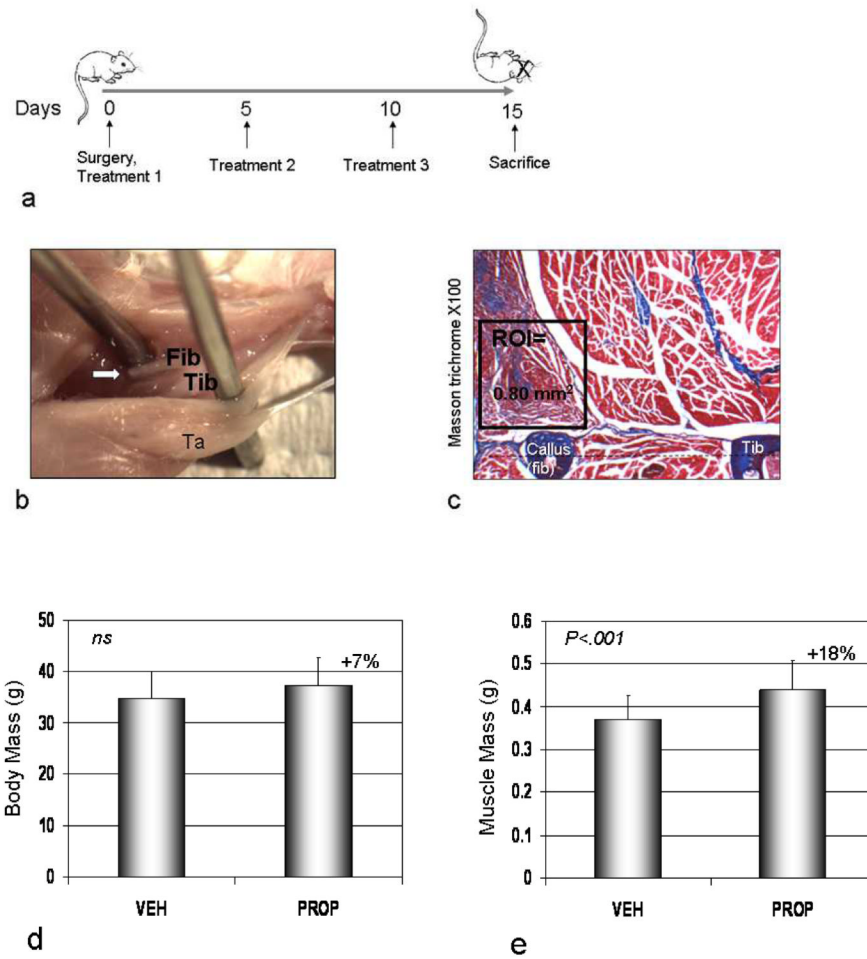 Days 0 5 10 15
Surgery,
Treatment 1
Treatment 2
Treatment 3
Sacrifice
a
Fib
Tib
Ta
b
Masson trichrome X100
ROI=
0.80 mm²
Callus
(fib)
Tib
c
Body Mass (g)
50
40
30
20
10
0
ns
+7%
VEH PROP
d
Muscle Mass (g)
0.6
0.5
0.4
0.3
0.2
0.1
0
P<.001
+18%
VEH PROP
e